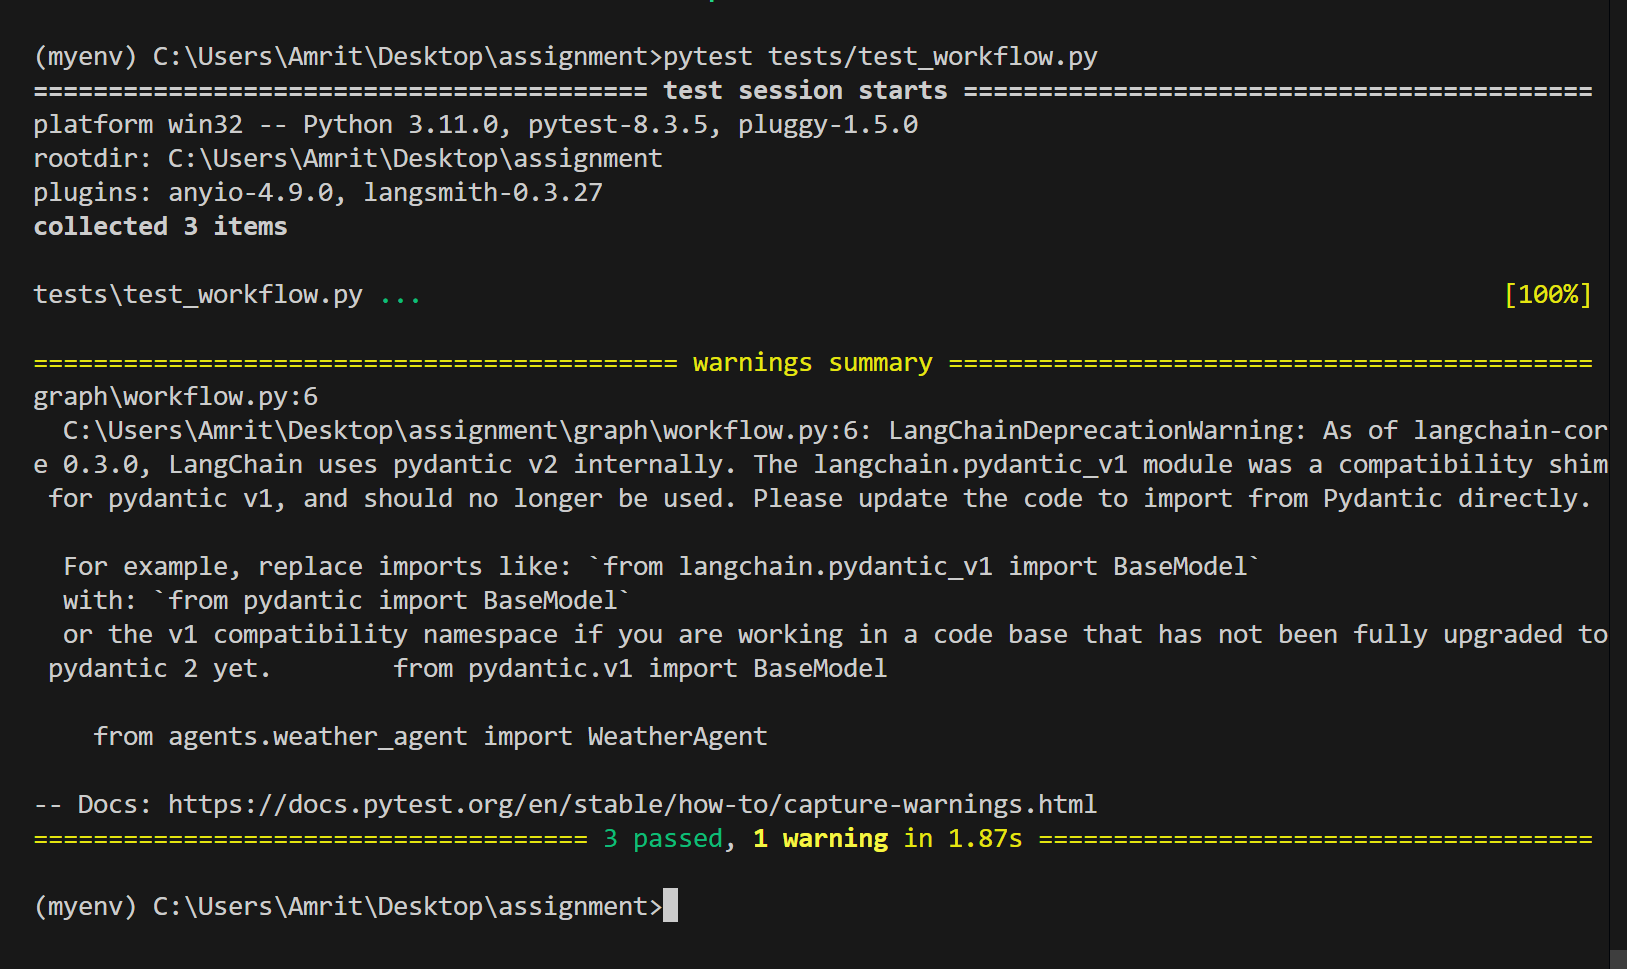 (myenv) C:\Users\Amrit\Desktop\assignment>pytest tests/test_workflow.py
========================================= test session starts ==========================================
platform win32 -- Python 3.11.0, pytest-8.3.5, pluggy-1.5.0
rootdir: C:\Users\Amrit\Desktop\assignment
plugins: anyio-4.9.0, langsmith-0.3.27
collected 3 items
tests\test_workflow.py ... [100%]
=========================================== warnings summary ===========================================
graph\workflow.py:6
C:\Users\Amrit\Desktop\assignment\graph\workflow.py:6: LangChainDeprecationWarning: As of langchain-cor
e 0.3.0, LangChain uses pydantic v2 internally. The langchain.pydantic_v1 module was a compatibility shim
for pydantic v1, and should no longer be used. Please update the code to import from Pydantic directly.
For example, replace imports like: `from langchain.pydantic_v1 import BaseModel`
with: `from pydantic import BaseModel`
or the v1 compatibility namespace if you are working in a code base that has not been fully upgraded to
pydantic 2 yet. from pydantic.v1 import BaseModel
from agents.weather_agent import WeatherAgent
-- Docs: https://docs.pytest.org/en/stable/how-to/capture-warnings.html
===================================== 3 passed, 1 warning in 1.87s =====================================
(myenv) C:\Users\Amrit\Desktop\assignment>